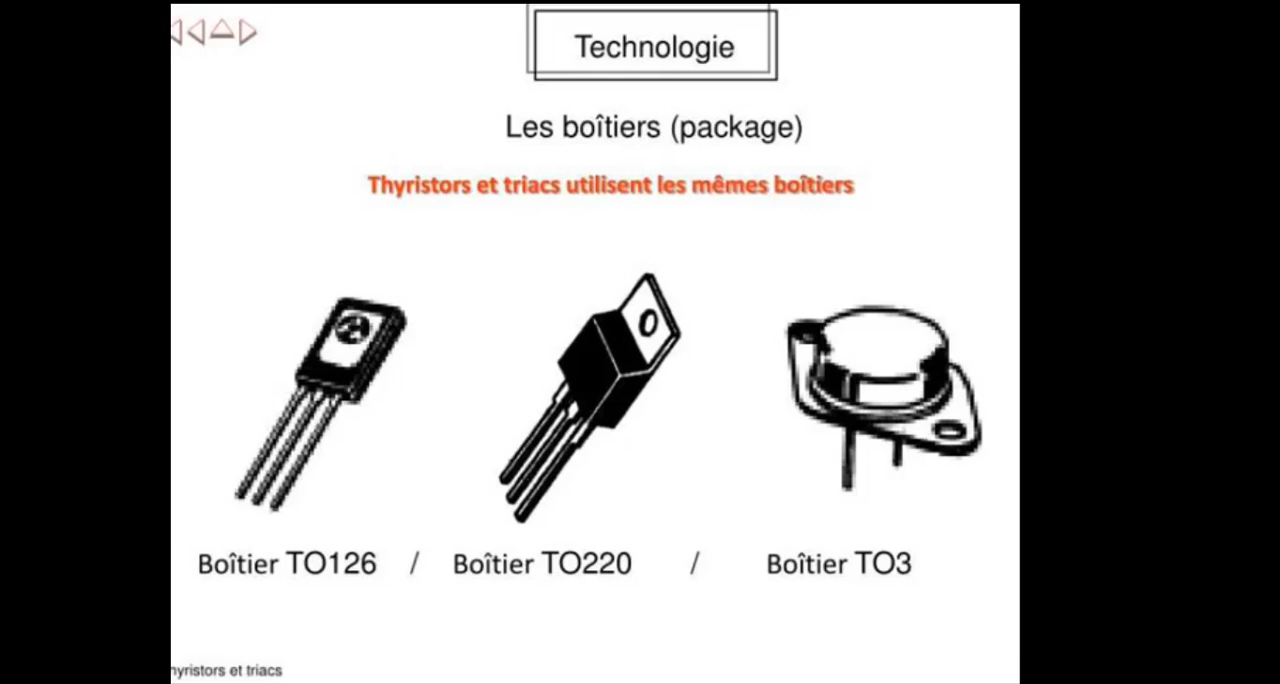 Technologie
Les boîtiers (package)
Thyristors et triacs utilisent les mêmes boîtiers
Boîtier TO126 / Boîtier TO220 / Boîtier TO3
hyristors et triacs